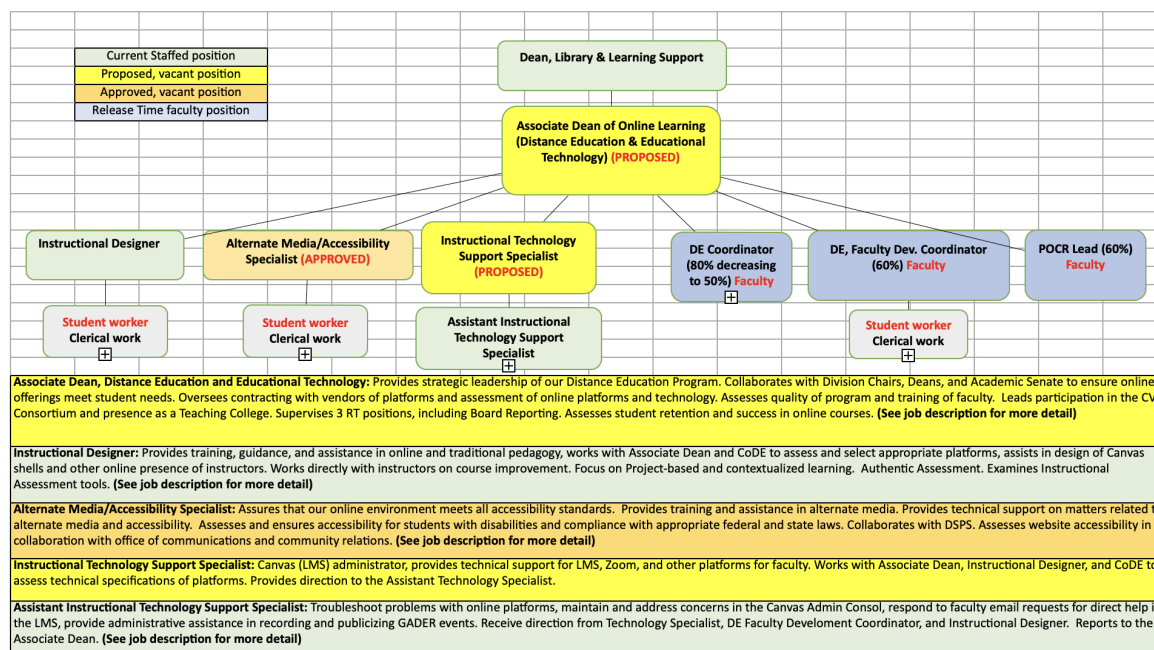 Current Staffed position
Proposed, vacant position
Approved, vacant position
Release Time faculty position
Dean, Library & Learning Support
Associate Dean of Online Learning
(Distance Education & Educational
Technology) (PROPOSED)
Instructional Designer
Alternate Media/Accessibility
Specialist (APPROVED)
Instructional Technology
Support Specialist
(PROPOSED)
DE Coordinator
(80% decreasing
to 50%) Faculty
DE, Faculty Dev. Coordinator
(60%) Faculty
POCR Lead (60%)
Faculty
Student worker
Clerical work
Student worker
Clerical work
Assistant Instructional
Technology Support
Specialist
Student worker
Clerical work
Associate Dean, Distance Education and Educational Technology: Provides strategic leadership of our Distance Education Program. Collaborates with Division Chairs, Deans, and Academic Senate to ensure online
offerings meet student needs. Oversees contracting with vendors of platforms and assessment of online platforms and technology. Assesses quality of program and training of faculty. Leads participation in the CV
Consortium and presence as a Teaching College. Supervises 3 RT positions, including Board Reporting. Assesses student retention and success in online courses. (See job description for more detail)
Instructional Designer: Provides training, guidance, and assistance in online and traditional pedagogy, works with Associate Dean and CoDE to assess and select appropriate platforms, assists in design of Canvas
shells and other online presence of instructors. Works directly with instructors on course improvement. Focus on Project-based and contextualized learning. Authentic Assessment. Examines Instructional
Assessment tools. (See job description for more detail)
Alternate Media/Accessibility Specialist: Assures that our online environment meets all accessibility standards. Provides training and assistance in alternate media. Provides technical support on matters related t
alternate media and accessibility. Assesses and ensures accessibility for students with disabilities and compliance with appropriate federal and state laws. Collaborates with DSPS. Assesses website accessibility in
collaboration with office of communications and community relations. (See job description for more detail)
Instructional Technology Support Specialist: Canvas (LMS) administrator, provides technical support for LMS, Zoom, and other platforms for faculty. Works with Associate Dean, Instructional Designer, and CoDE to
assess technical specifications of platforms. Provides direction to the Assistant Technology Specialist.
Assistant Instructional Technology Support Specialist: Troubleshoot problems with online platforms, maintain and address concerns in the Canvas Admin Consol, respond to faculty email requests for direct help i
the LMS, provide administrative assistance in recording and publicizing GADER events. Receive direction from Technology Specialist, DE Faculty Develoment Coordinator, and Instructional Designer. Reports to the
Associate Dean. (See job description for more detail)